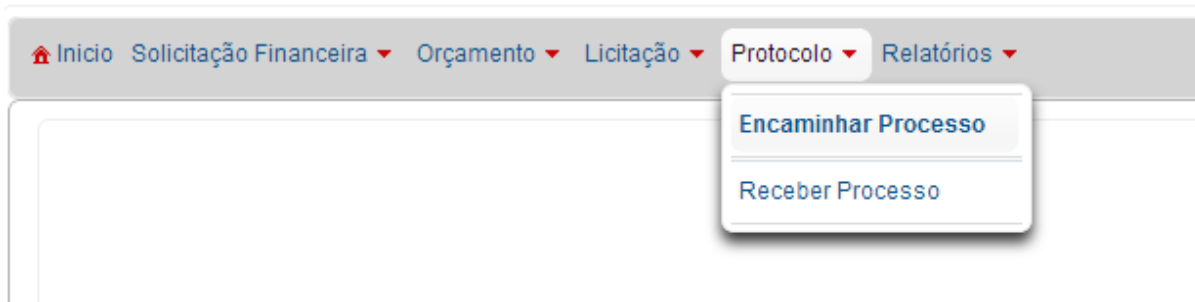 Inicio Solicitação Financeira Orçamento Licitação Protocolo Relatórios
Encaminhar Processo
Receber Processo